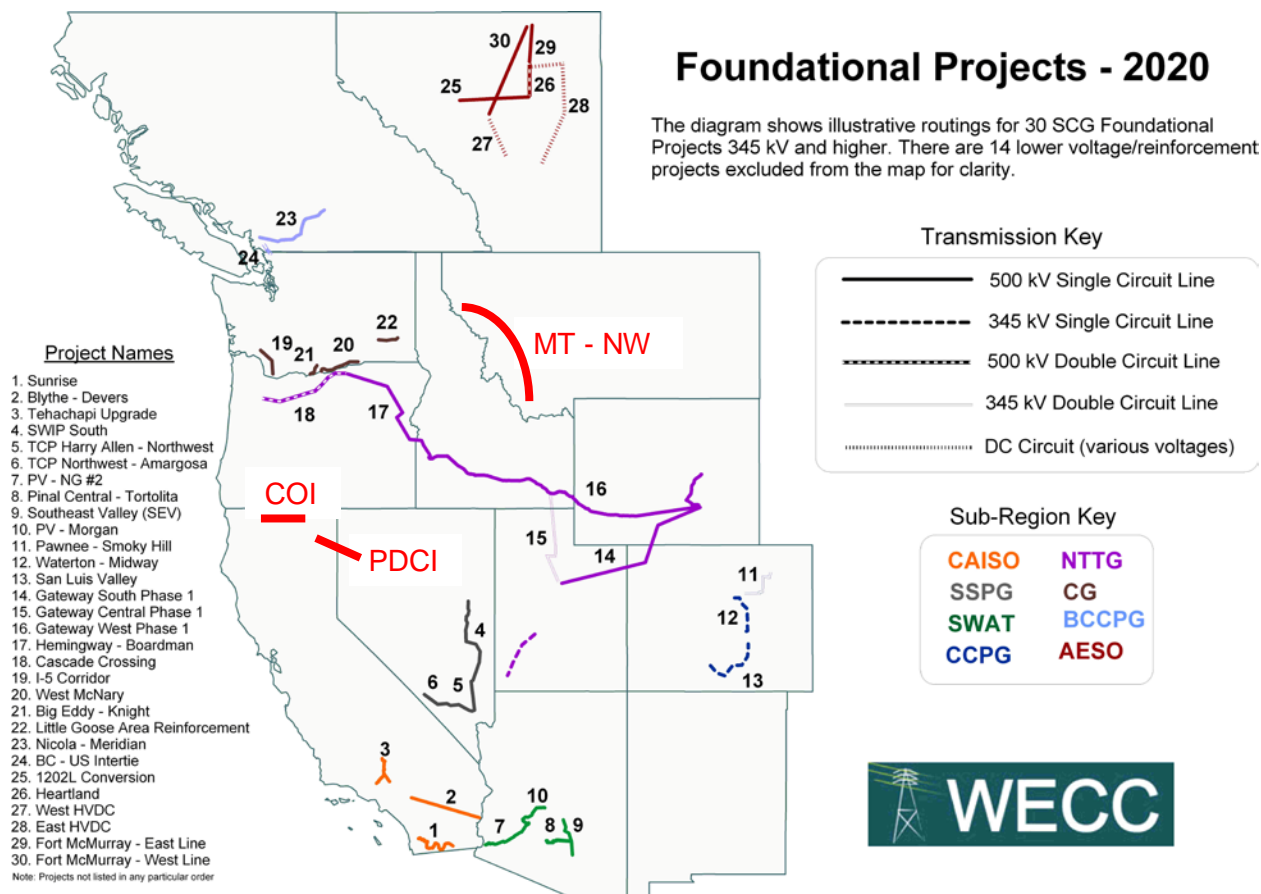 Foundational Projects - 2020
The diagram shows illustrative routings for 30 SCG Foundational
Projects 345 kV and higher. There are 14 lower voltage/reinforcement
projects excluded from the map for clarity.
Transmission Key
500 kV Single Circuit Line
345 kV Single Circuit Line
500 kV Double Circuit Line
345 kV Double Circuit Line
DC Circuit (various voltages)
Sub-Region Key
CAISO NTTG
SSPG CG
SWAT BCCPG
CCPG AESO
WECC
Project Names
1. Sunrise
2. Blythe - Devers
3. Tehachapi Upgrade
4. SWIP South
5. TCP Harry Allen - Northwest
6. TCP Northwest - Amargosa
7. PV - NG #2
8. Pinal Central - Tortolita
9. Southeast Valley (SEV)
10. PV - Morgan
11. Pawnee - Smoky Hill
12. Waterton - Midway
13. San Luis Valley
14. Gateway South Phase 1
15. Gateway Central Phase 1
16. Gateway West Phase 1
17. Hemingway - Boardman
18. Cascade Crossing
19. I-5 Corridor
20. West McNary
21. Big Eddy - Knight
22. Little Goose Area Reinforcement
23. Nicola - Meridian
24. BC - US Intertie
25. 1202L Conversion
26. Heartland
27. West HVDC
28. East HVDC
29. Fort McMurray - East Line
30. Fort McMurray - West Line
Note: Projects not listed in any particular order
30
29
25
26
28
27
23
24
19
21
20
22
MT - NW
18
17
COI
PDCI
16
15
14
11
12
13
4
6
5
3
2
1
10
7
8
9